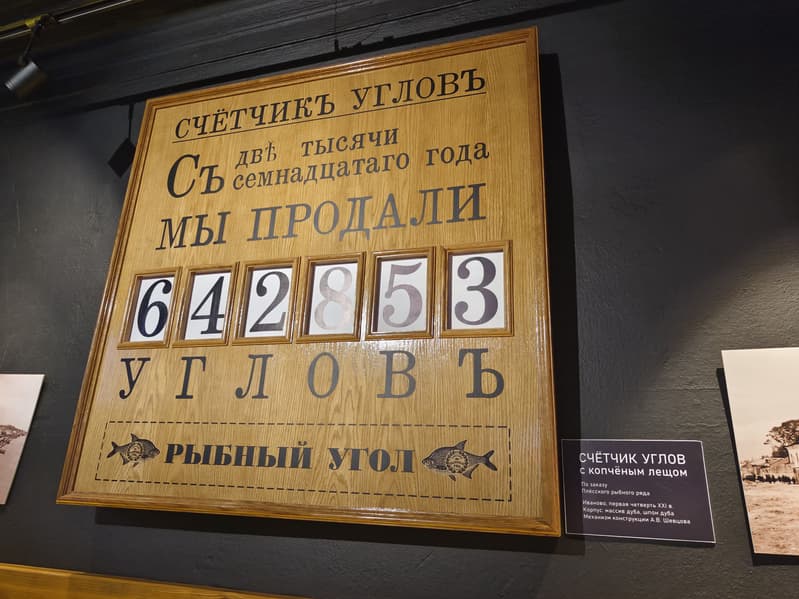 СЧЁТЧИКЪ УГЛОВЪ
Съ двѣ тысячи
семнадцатаго года
МЫ ПРОДАЛИ
642853
УГЛОВЪ
РЫБНЫЙ УГОЛ
СЧЁТЧИК УГЛОВ
с копчёным лещом
По заказу
Плёсского рыбного ряда
Иваново, первая четверть XXI в.
Корпус: массив дуба, шпон дуба
Механизм конструкции А.В. Шевцова